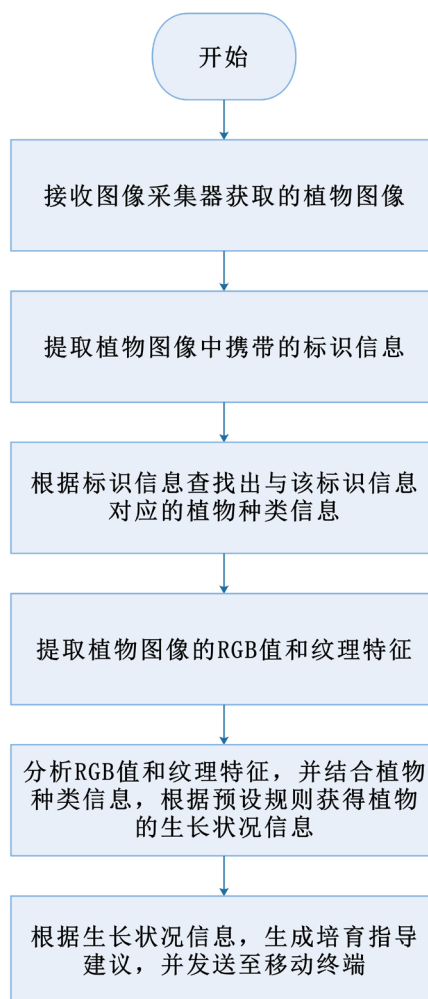 开始
接收图像采集器获取的植物图像
提取植物图像中携带的标识信息
根据标识信息查找出与该标识信息
对应的植物种类信息
提取植物图像的RGB值和纹理特征
分析RGB值和纹理特征，并结合植物
种类信息，根据预设规则获得植物
的生长状况信息
根据生长状况信息，生成培育指导
建议，并发送至移动终端